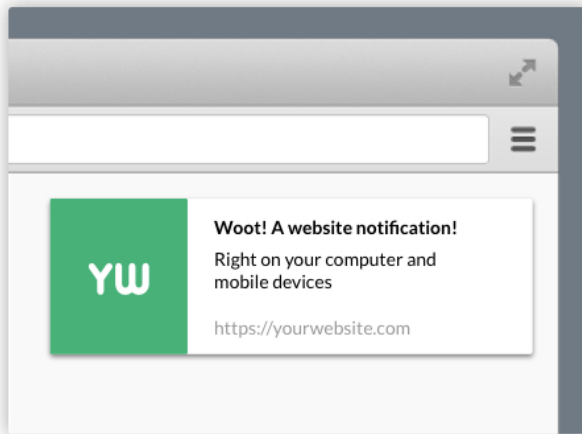 YW
Woot! A website notification!
Right on your computer and
mobile devices
https://yourwebsite.com